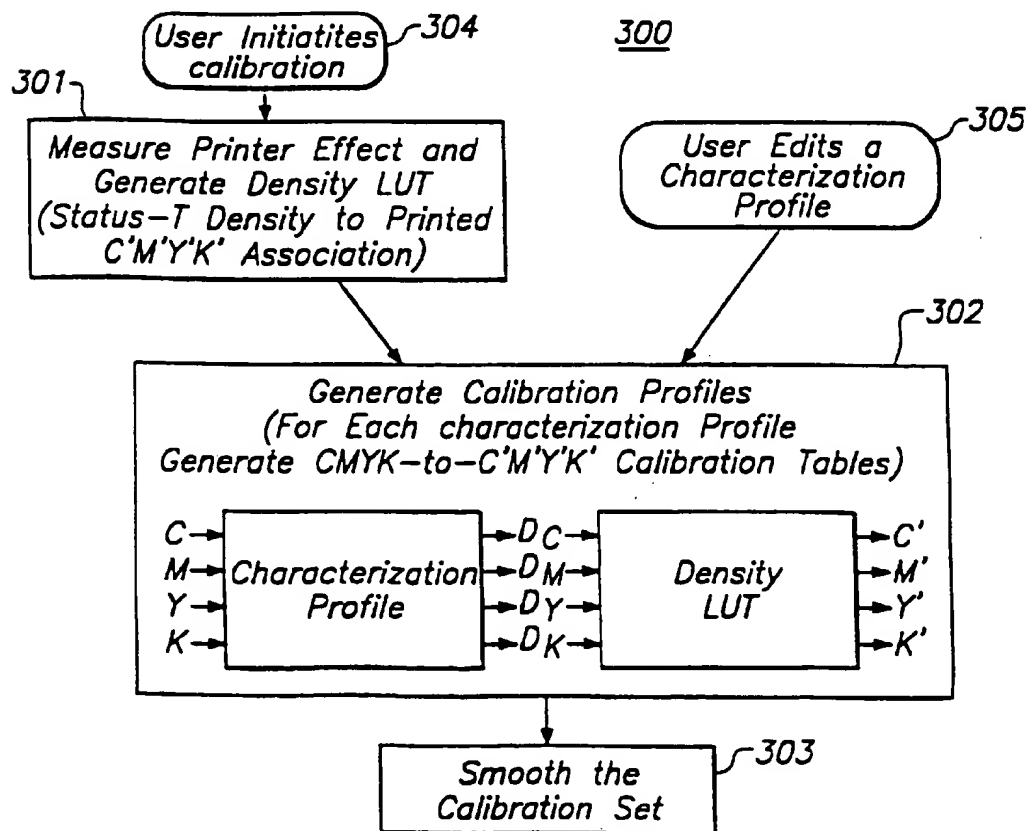 User Initiatites
calibration
304
300
301
Measure Printer Effect and
Generate Density LUT
(Status-T Density to Printed
C'M'Y'K' Association)
305
User Edits a
Characterization
Profile
302
Generate Calibration Profiles
(For Each characterization Profile
Generate CMYK-to-C'M'Y'K' Calibration Tables)
C
M
Y
K
Characterization
Profile
DC
DM
DY
DK
Density
LUT
C'
M'
Y'
K'
303
Smooth the
Calibration Set